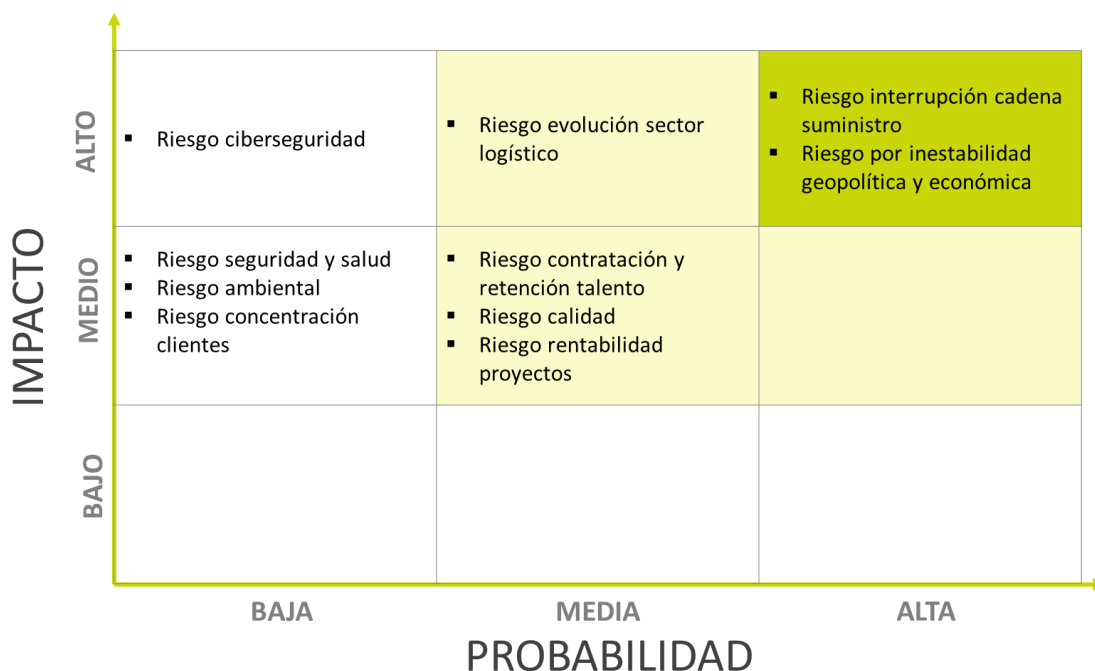 IMPACTO
ALTO
▪ Riesgo ciberseguridad
▪ Riesgo evolución sector
logístico
▪ Riesgo interrupción cadena
suministro
▪ Riesgo por inestabilidad
geopolítica y económica
MEDIO
▪ Riesgo seguridad y salud
▪ Riesgo ambiental
▪ Riesgo concentración
clientes
▪ Riesgo contratación y
retención talento
▪ Riesgo calidad
▪ Riesgo rentabilidad
proyectos
BAJO
BAJA
MEDIA
ALTA
PROBABILIDAD